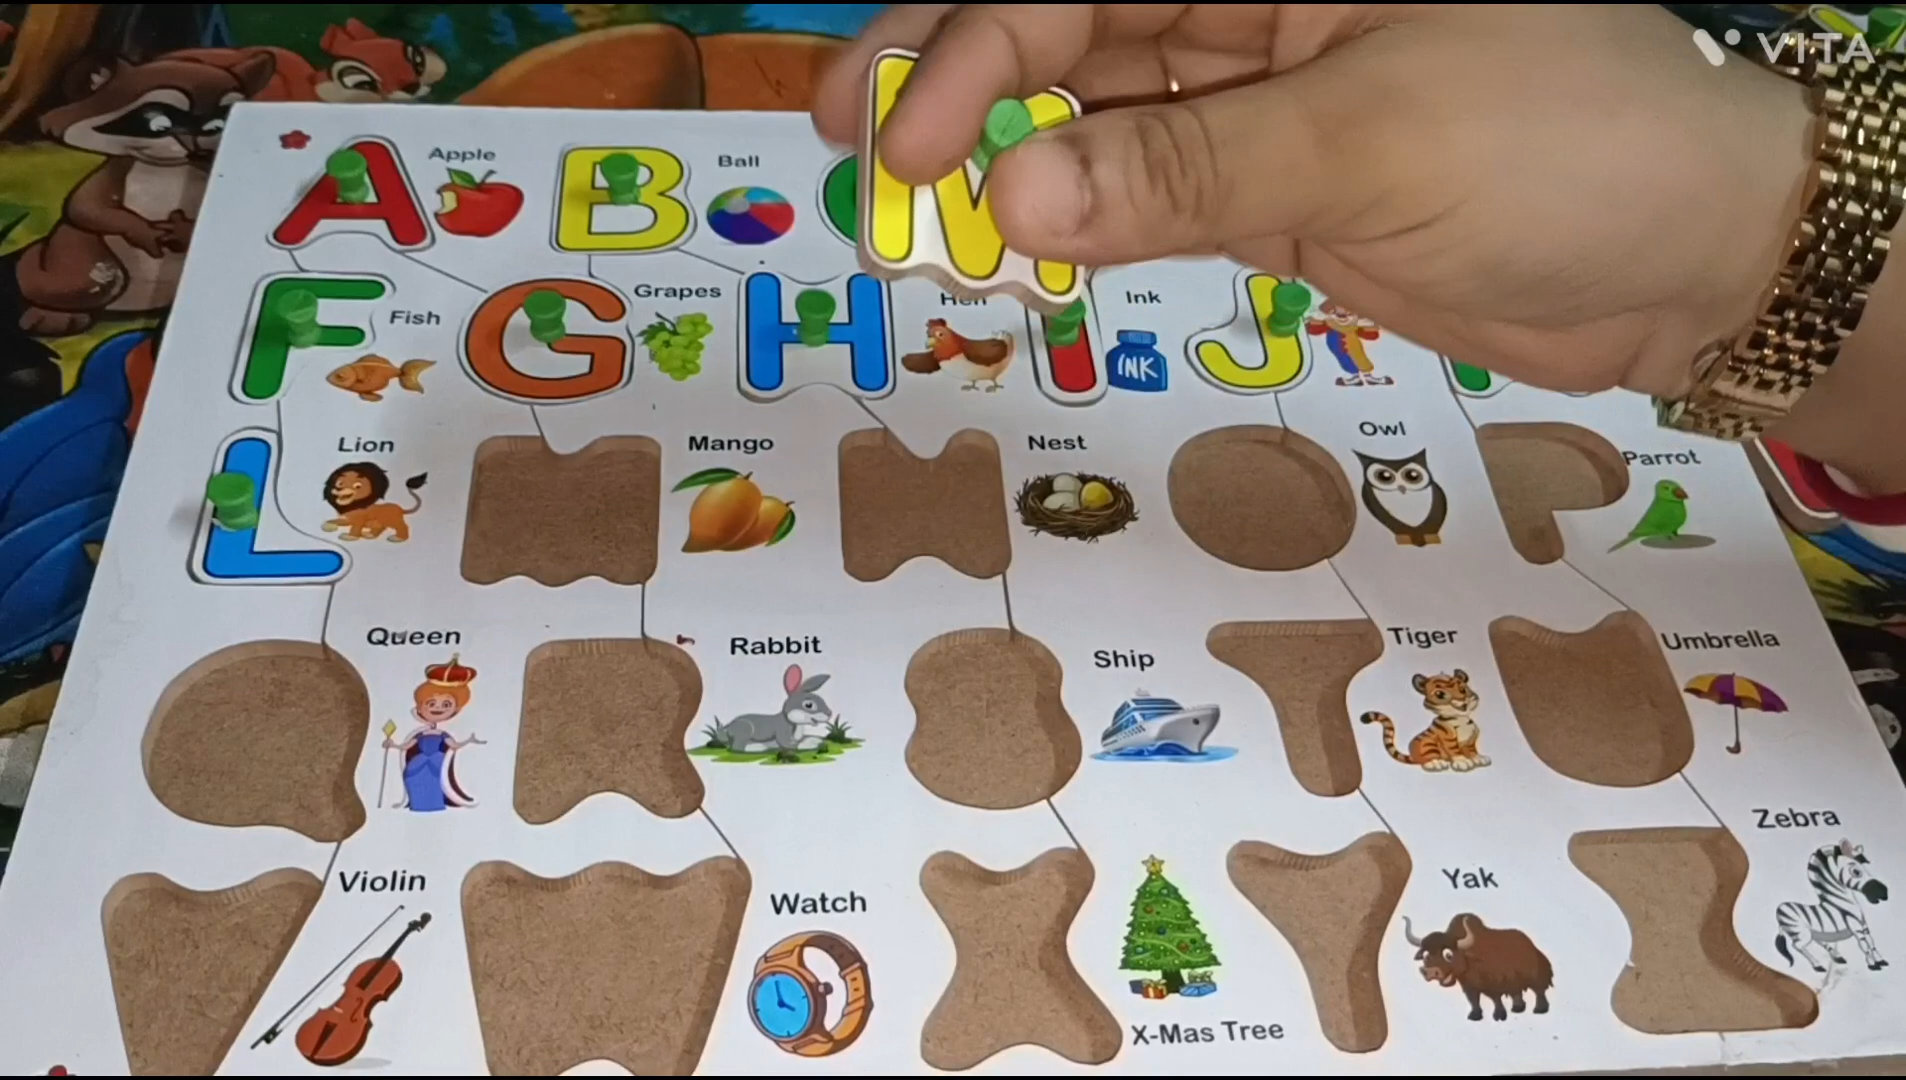 VITA
A Apple B Ball M
F Fish G Grapes H Hen I Ink INK J
L Lion Mango Nest Owl Parrot
Queen Rabbit Ship Tiger Umbrella
Violin Watch X-Mas Tree Yak Zebra